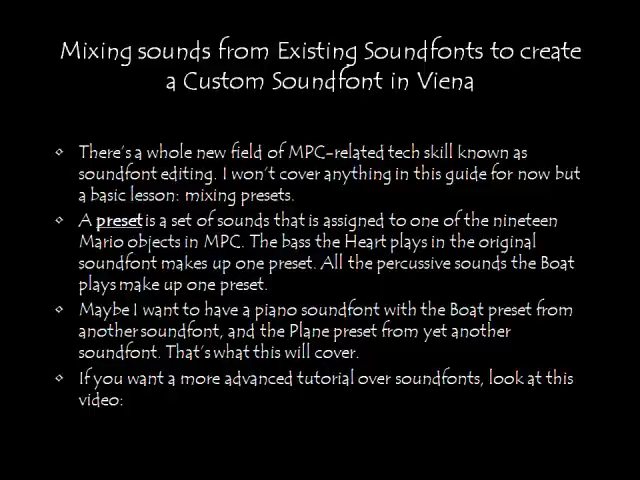 Mixing sounds from Existing Soundfonts to create
a Custom Soundfont in Viena
• There's a whole new field of MPC-related tech skill known as
soundfont editing. I won't cover anything in this guide for now but
a basic lesson: mixing presets.
• A preset is a set of sounds that is assigned to one of the nineteen
Mario objects in MPC. The bass the Heart plays in the original
soundfont makes up one preset. All the percussive sounds the Boat
plays make up one preset.
• Maybe I want to have a piano soundfont with the Boat preset from
another soundfont, and the Plane preset from yet another
soundfont. That's what this will cover.
• If you want a more advanced tutorial over soundfonts, look at this
video: